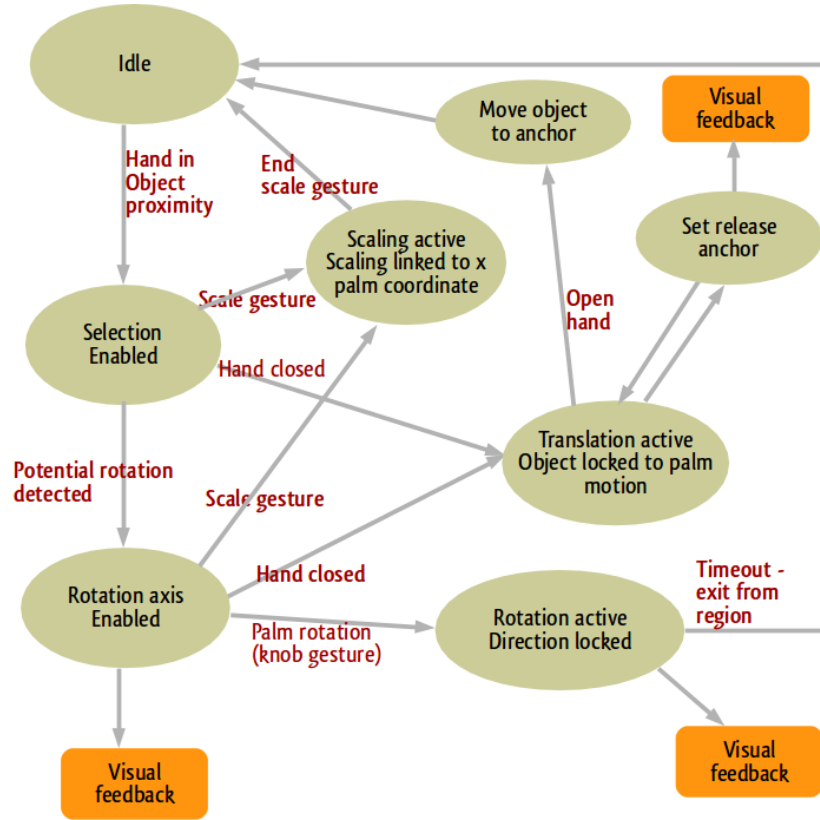 Idle
Move object
to anchor
Visual
feedback
Hand in
Object
proximity
End
scale gesture
Scaling active
Scaling linked to x
palm coordinate
Set release
anchor
Scale gesture
Open
hand
Selection
Enabled
Hand closed
Translation active
Object locked to palm
motion
Potential rotation
detected
Scale gesture
Hand closed
Timeout -
exit from
region
Rotation axis
Enabled
Palm rotation
(knob gesture)
Rotation active
Direction locked
Visual
feedback
Visual
feedback